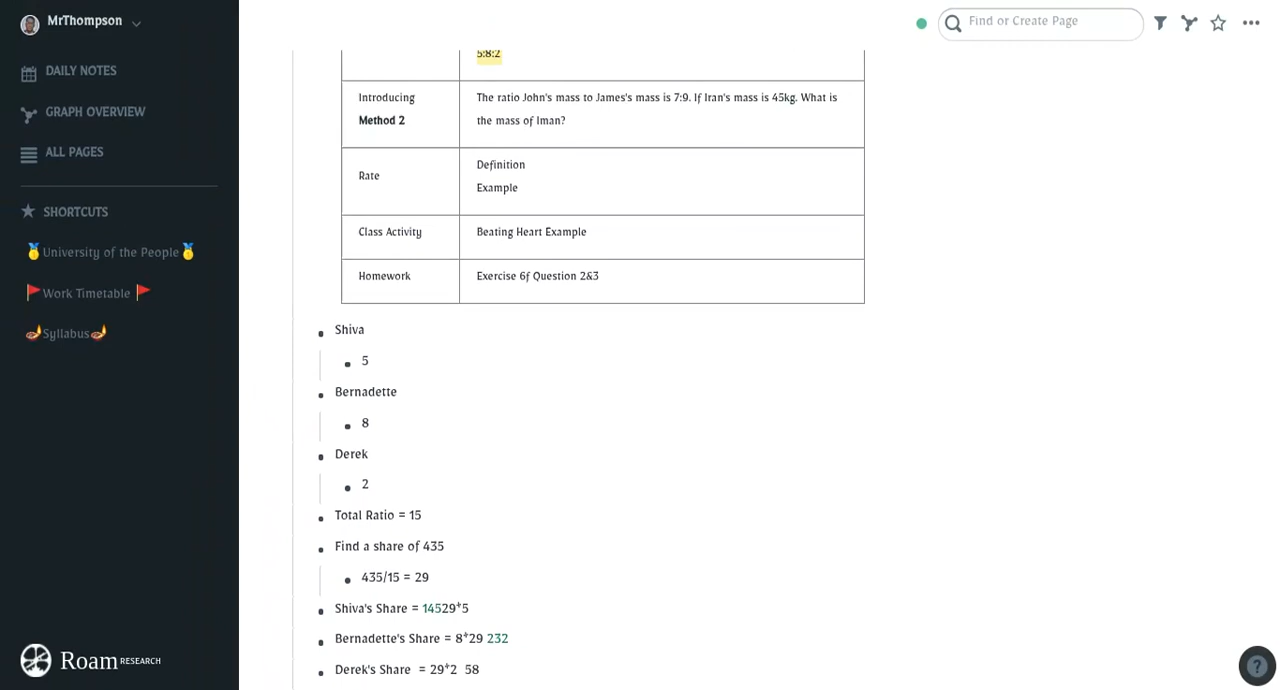 MrThompson
Find or Create Page
DAILY NOTES
GRAPH OVERVIEW
ALL PAGES
SHORTCUTS
University of the People
Work Timetable
Syllabus
Roam RESEARCH
5:8:2
Introducing
Method 2
The ratio John's mass to James's mass is 7:9. If Iran's mass is 45kg. What is
the mass of Iman?
Rate
Definition
Example
Class Activity
Beating Heart Example
Homework
Exercise 6f Question 2&3
Shiva
5
Bernadette
8
Derek
2
Total Ratio = 15
Find a share of 435
435/15 = 29
Shiva's Share = 14529*5
Bernadette's Share = 8*29 232
Derek's Share = 29*2 58
?